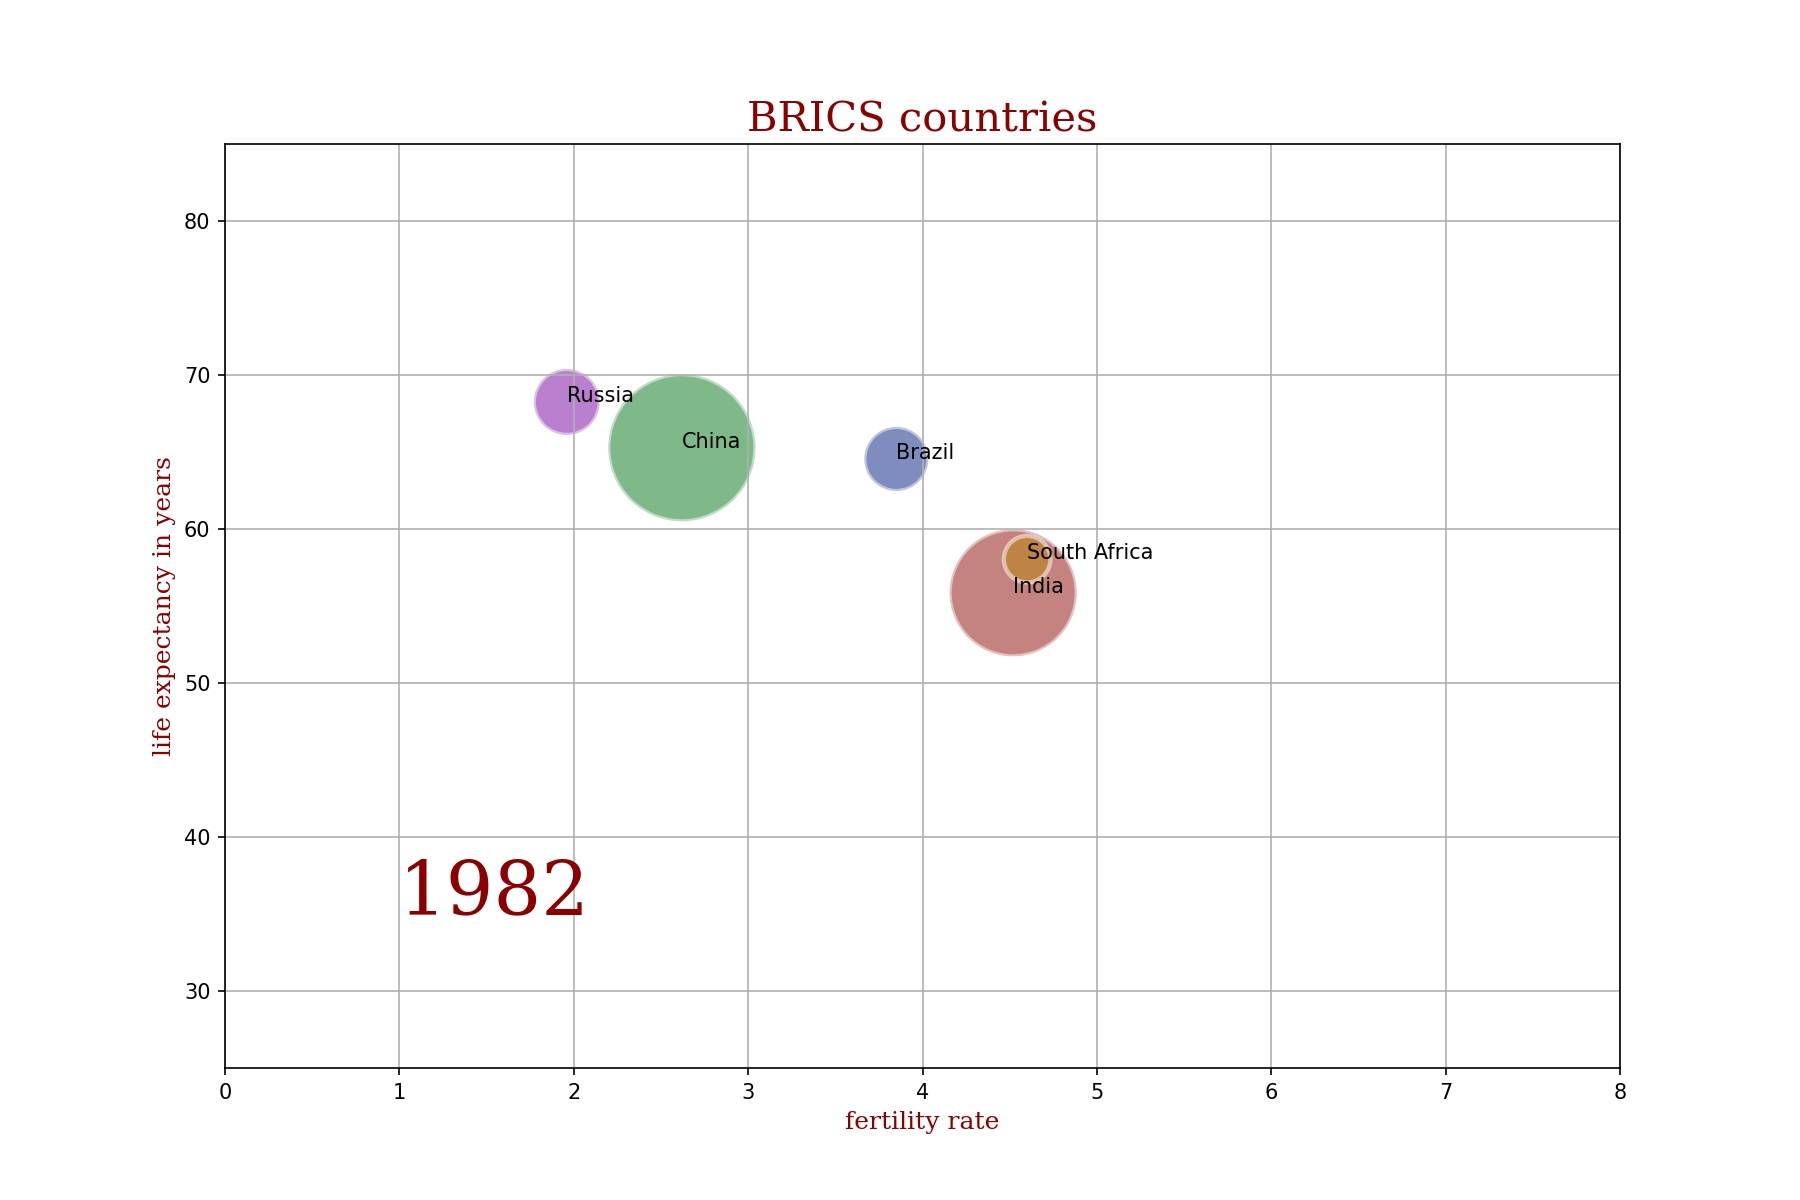 BRICS countries
80
70
60
50
40
30
life expectancy in years
Russia
China
Brazil
South Africa
India
1982
0 1 2 3 4 5 6 7 8
fertility rate